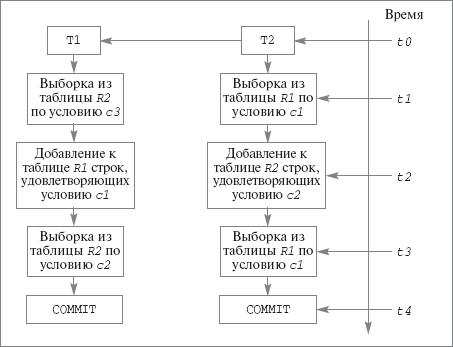 Время
T1
T2
t0
Выборка из
таблицы R2
по условию c3
Выборка из
таблицы R1 по
условию c1
t1
Добавление к
таблице R1 строк,
удовлетворяющих
условию c1
Добавление к
таблице R2 строк,
удовлетворяющих
условию c2
t2
Выборка из
таблицы R2 по
условию c2
Выборка из
таблицы R1 по
условию c1
t3
COMMIT
COMMIT
t4